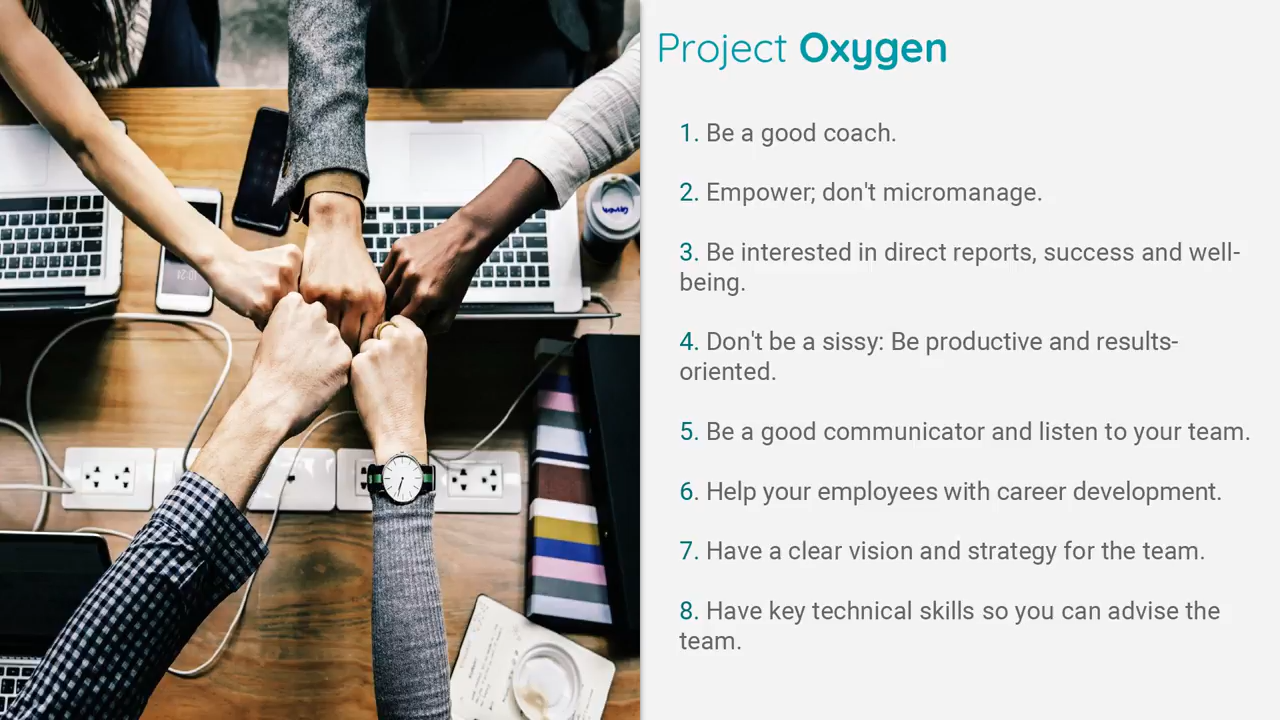 Project Oxygen
1. Be a good coach.
2. Empower; don't micromanage.
3. Be interested in direct reports, success and well-
being.
4. Don't be a sissy: Be productive and results-
oriented.
5. Be a good communicator and listen to your team.
6. Help your employees with career development.
7. Have a clear vision and strategy for the team.
8. Have key technical skills so you can advise the
team.